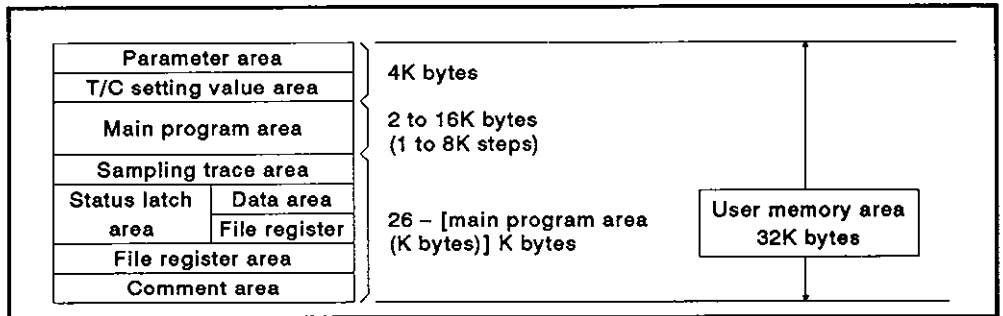 Parameter area
T/C setting value area
4K bytes
Main program area
2 to 16K bytes
(1 to 8K steps)
Sampling trace area
Status latch
area
Data area
File register
26 – [main program area
(K bytes)] K bytes
File register area
Comment area
User memory area
32K bytes